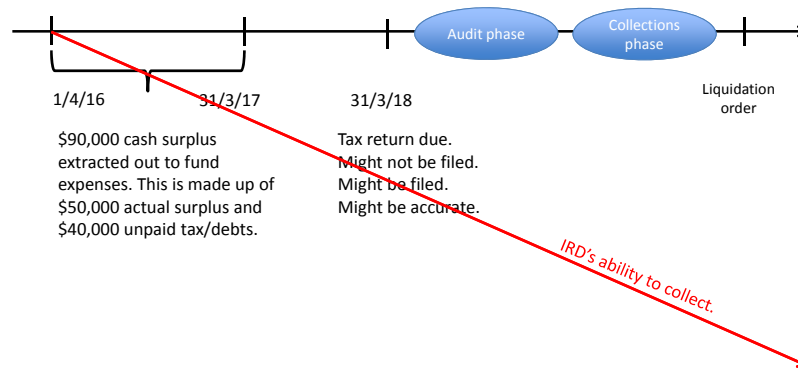 Audit phase
Collections
phase
1/4/16
31/3/17
31/3/18
Liquidation
order
$90,000 cash surplus
extracted out to fund
expenses. This is made up of
$50,000 actual surplus and
$40,000 unpaid tax/debts.
Tax return due.
Might not be filed.
Might be filed.
Might be accurate.
IRD's ability to collect.